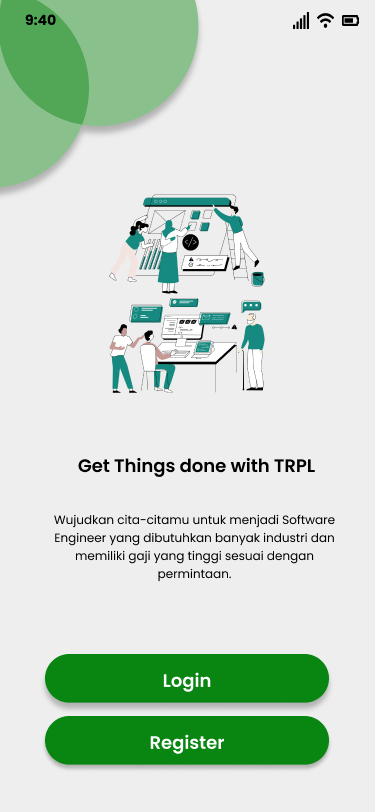 9:40
</>
Get Things done with TRPL
Wujudkan cita-citamu untuk menjadi Software
Engineer yang dibutuhkan banyak industri dan
memiliki gaji yang tinggi sesuai dengan
permintaan.
Login
Register